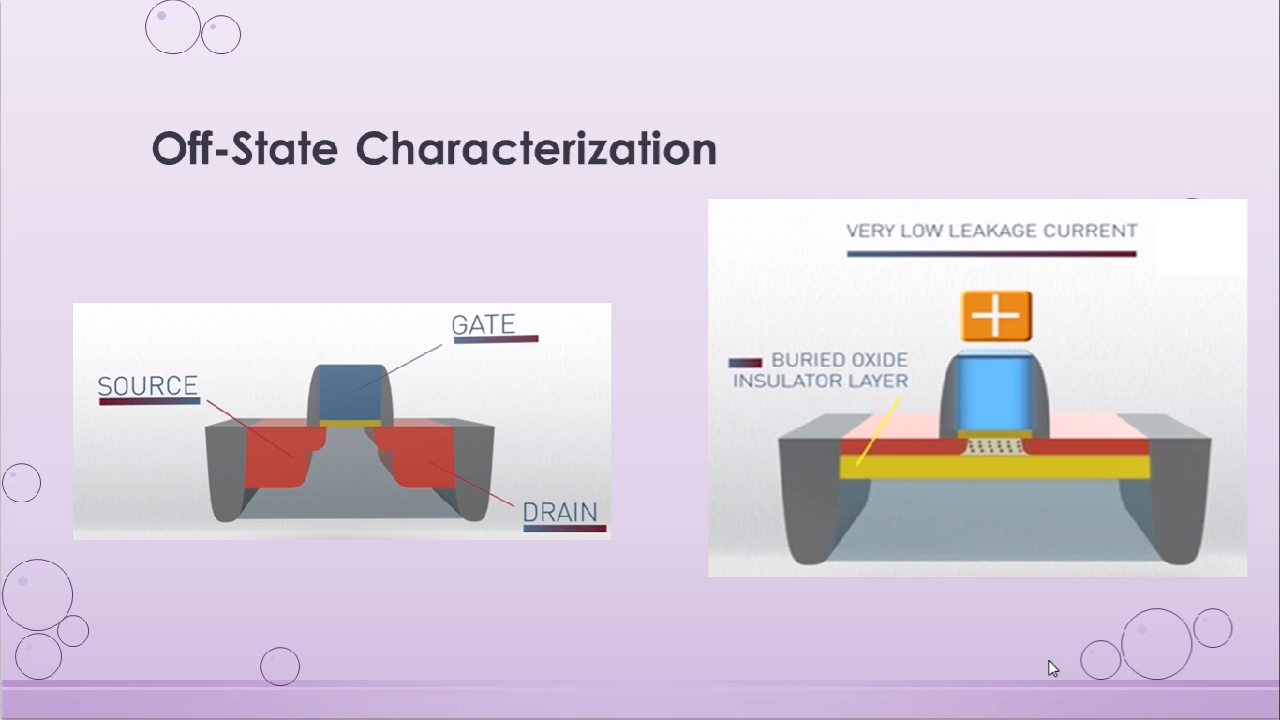 Off-State Characterization
GATE
SOURCE
DRAIN
VERY LOW LEAKAGE CURRENT
BURIED OXIDE
INSULATOR LAYER